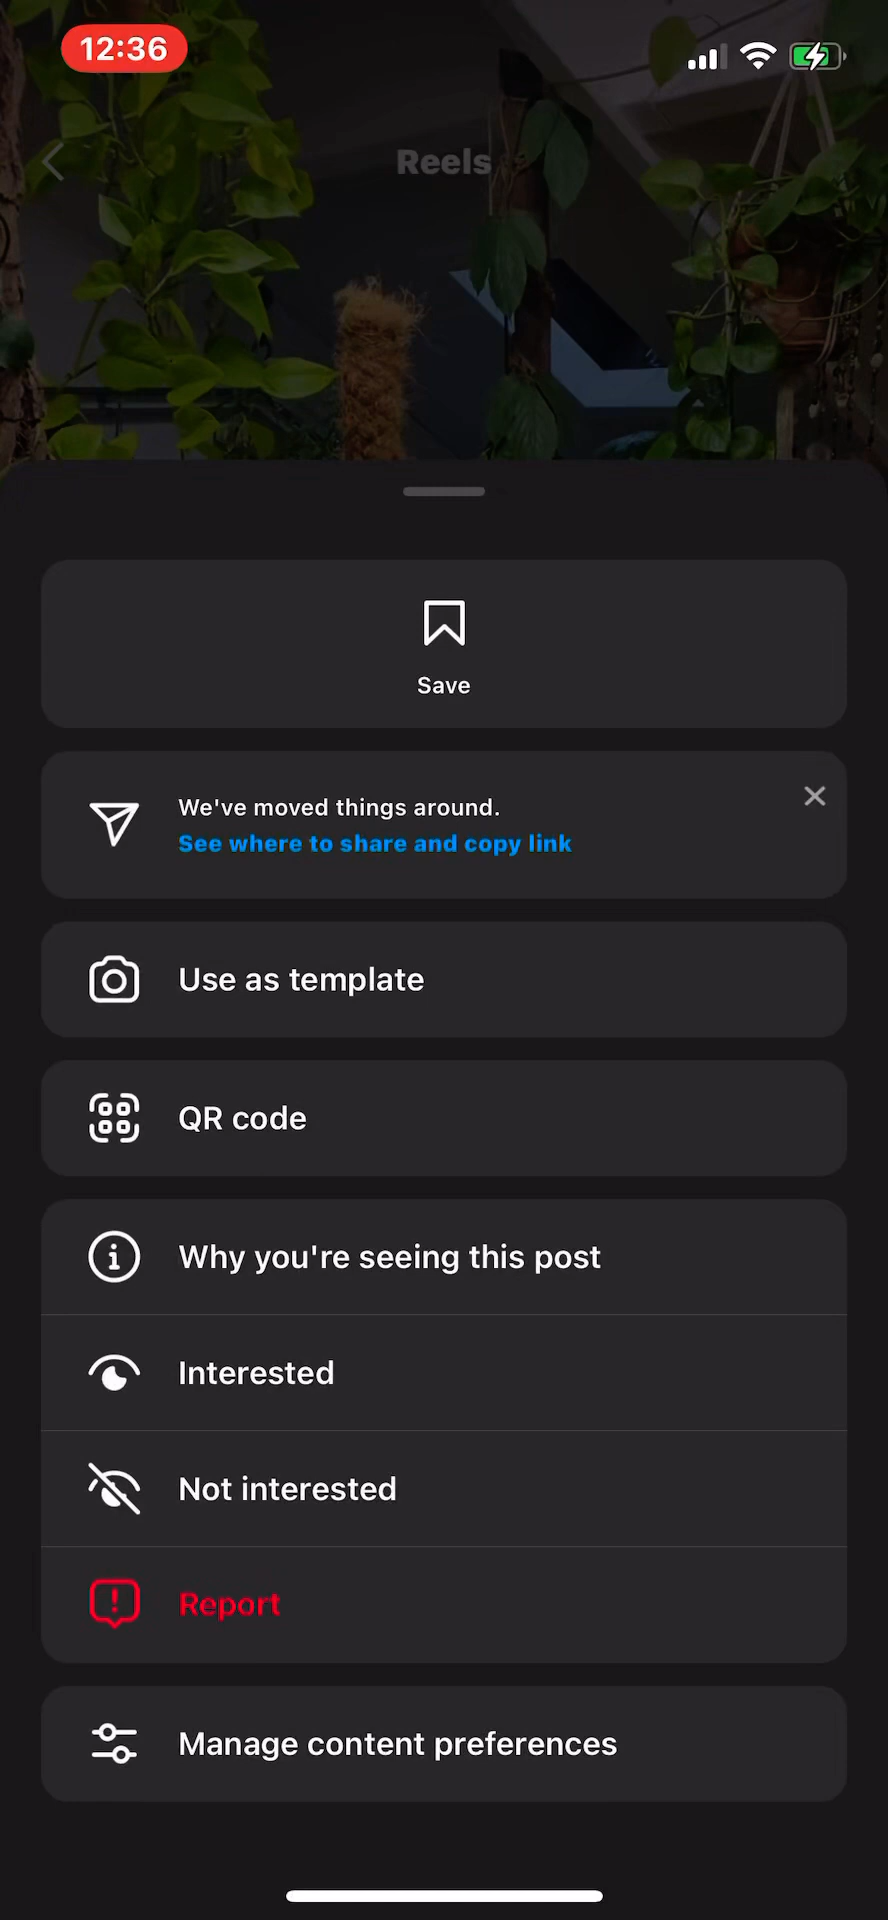 12:36
Reels
Save
We've moved things around.
See where to share and copy link
Use as template
QR code
Why you're seeing this post
Interested
Not interested
Report
Manage content preferences